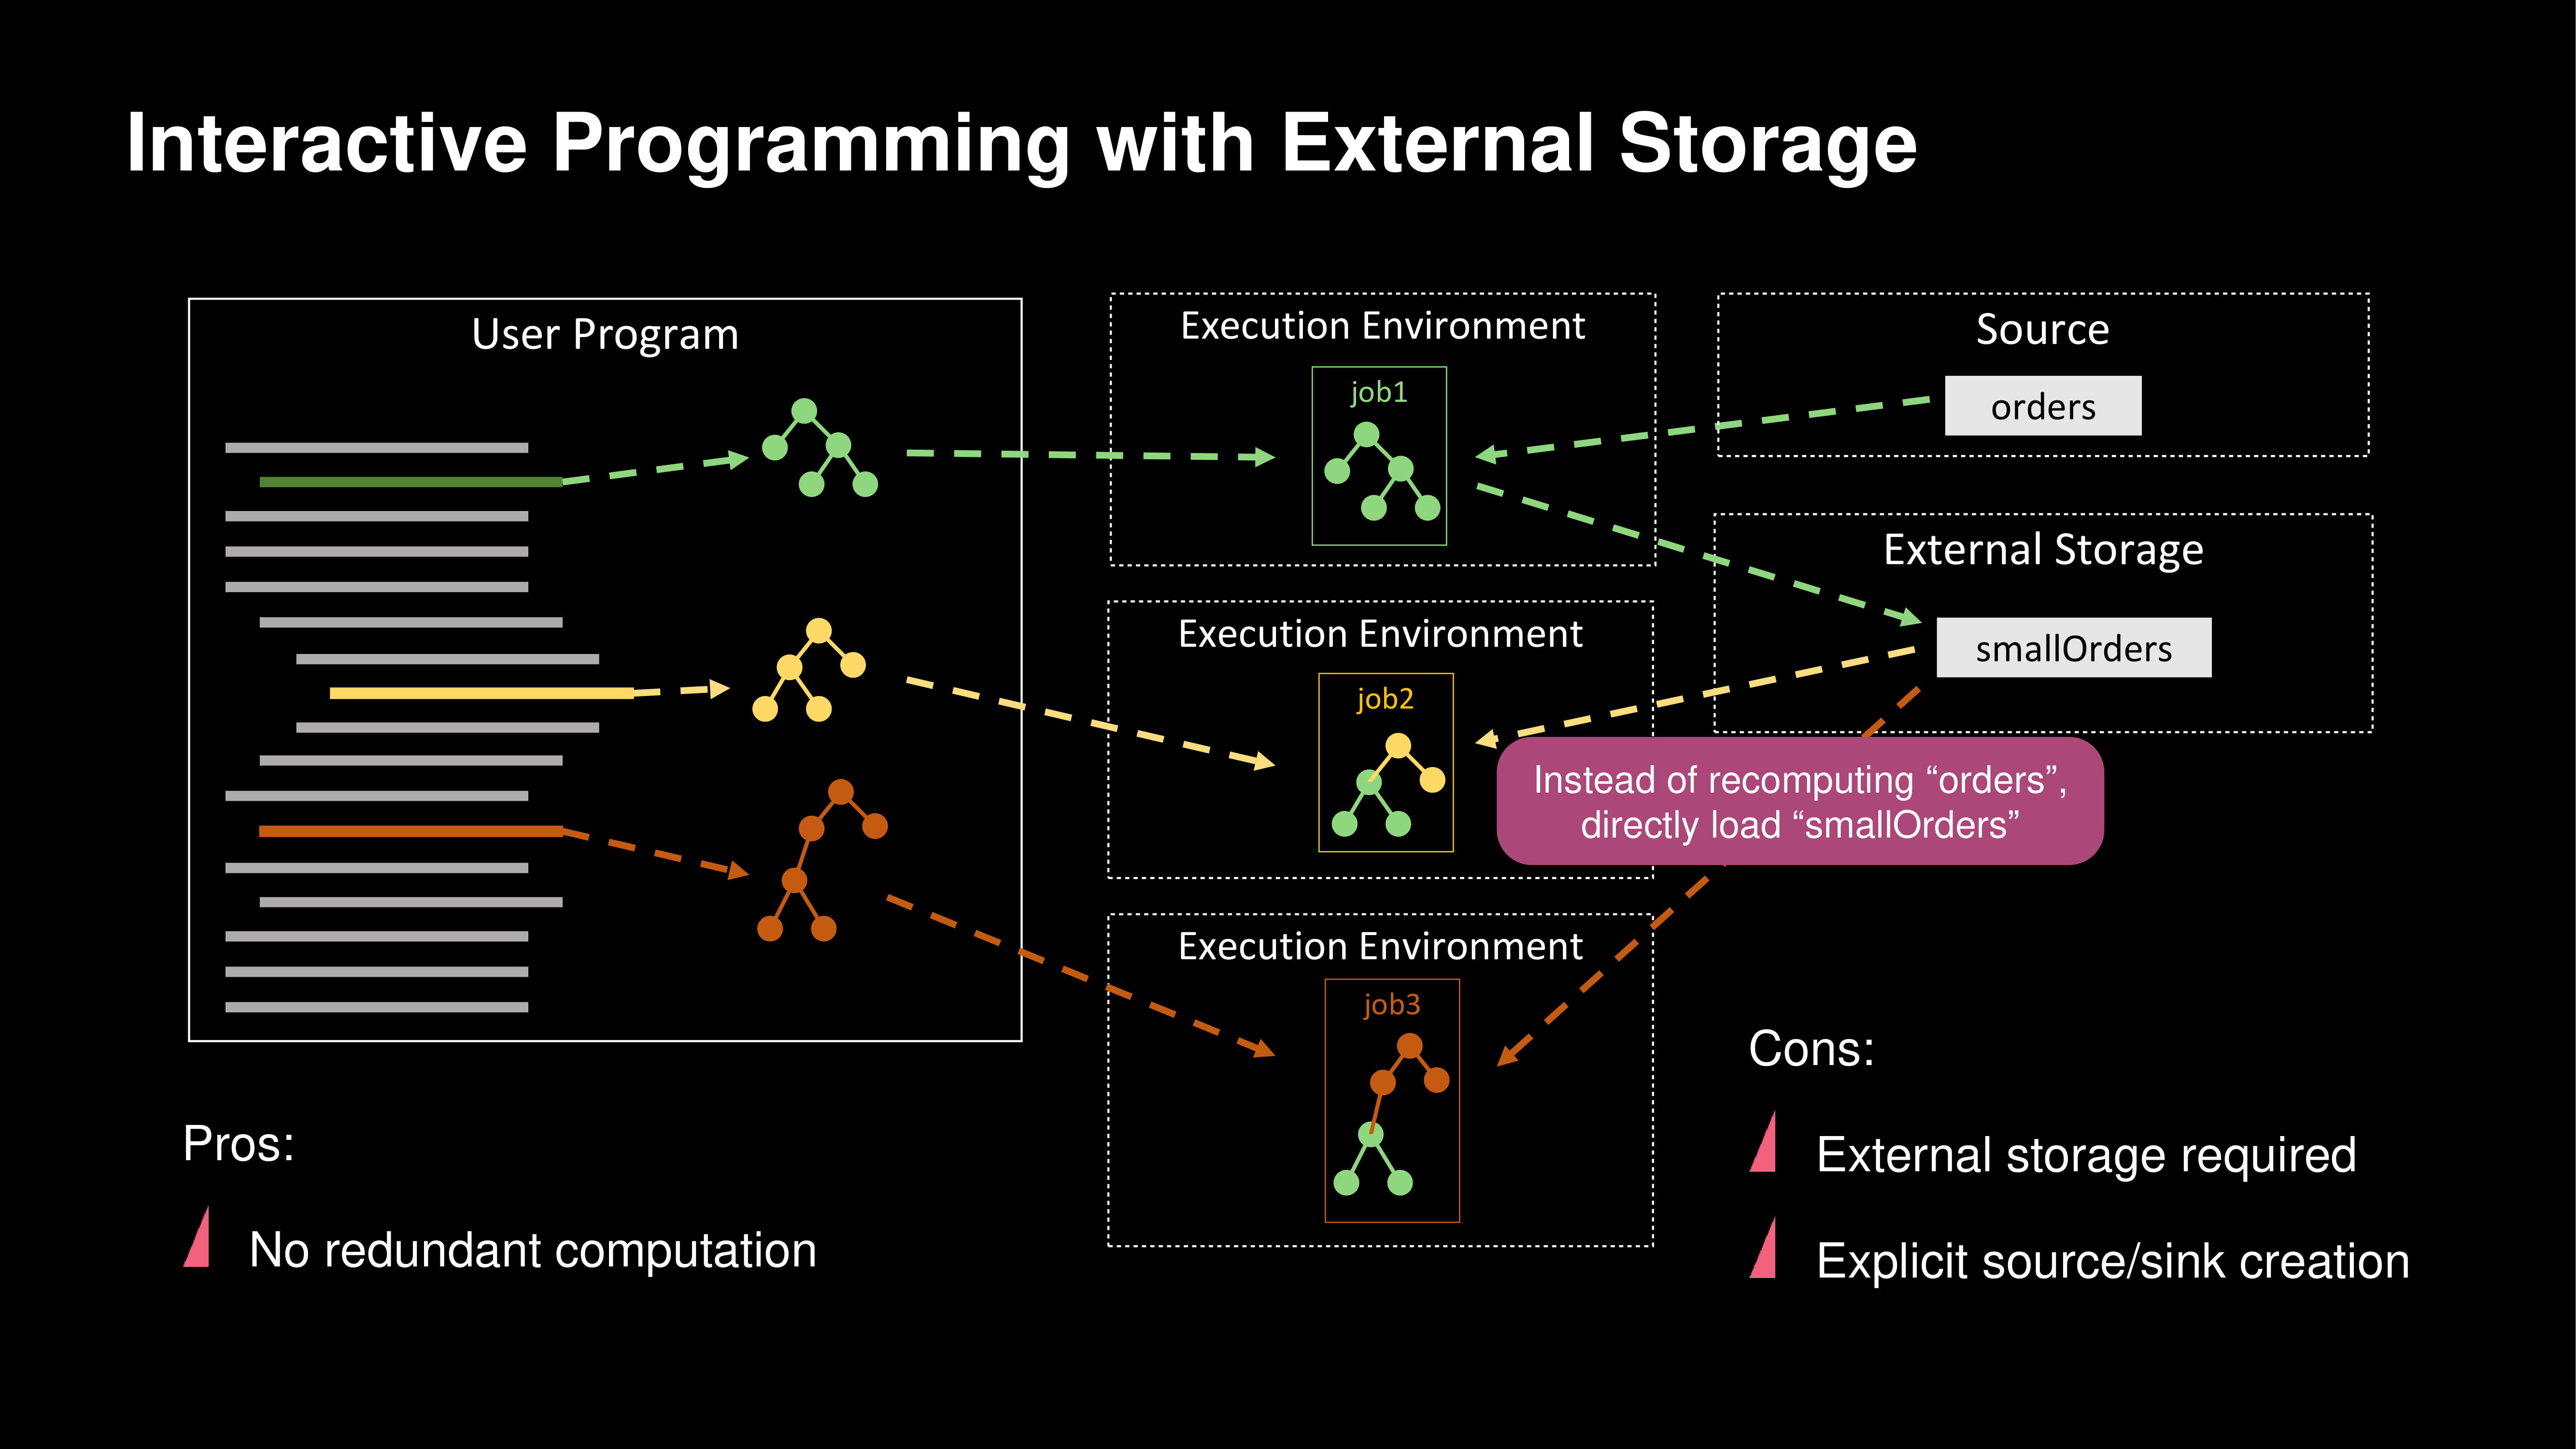 Interactive Programming with External Storage
User Program
Execution Environment
job1
Source
orders
External Storage
smallOrders
Execution Environment
job2
Instead of recomputing “orders”,
directly load “smallOrders”
Execution Environment
job3
Pros:
No redundant computation
Cons:
External storage required
Explicit source/sink creation